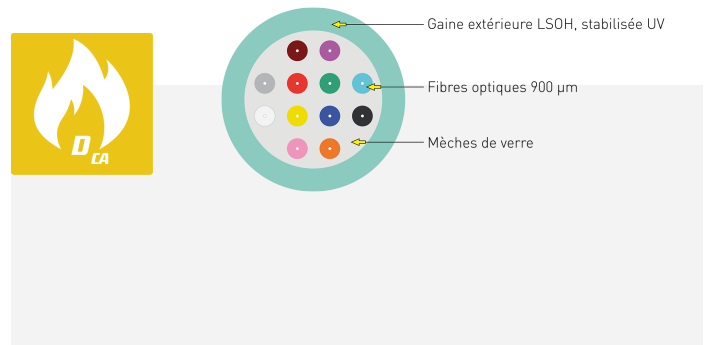 Gaine extérieure LSOH, stabilisée UV
Fibres optiques 900 µm
Mèches de verre
D CA